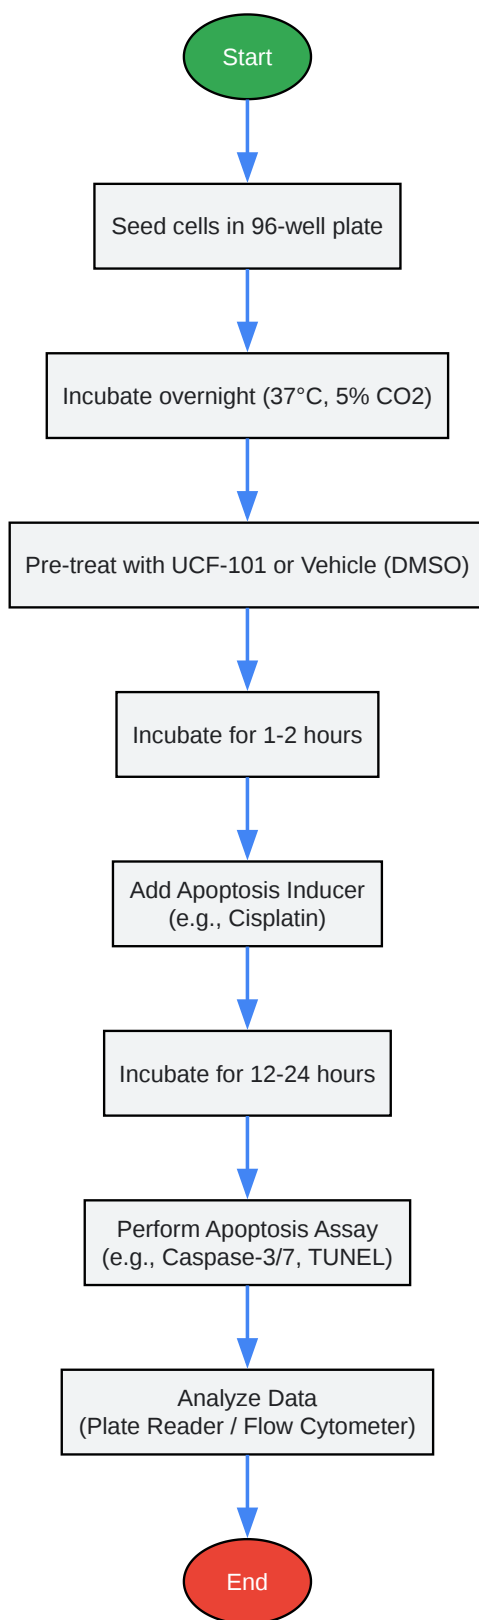 Start
Seed cells in 96-well plate
Incubate overnight (37°C, 5% CO2)
Pre-treat with UCF-101 or Vehicle (DMSO)
Incubate for 1-2 hours
Add Apoptosis Inducer
(e.g., Cisplatin)
Incubate for 12-24 hours
Perform Apoptosis Assay
(e.g., Caspase-3/7, TUNEL)
Analyze Data
(Plate Reader / Flow Cytometer)
End